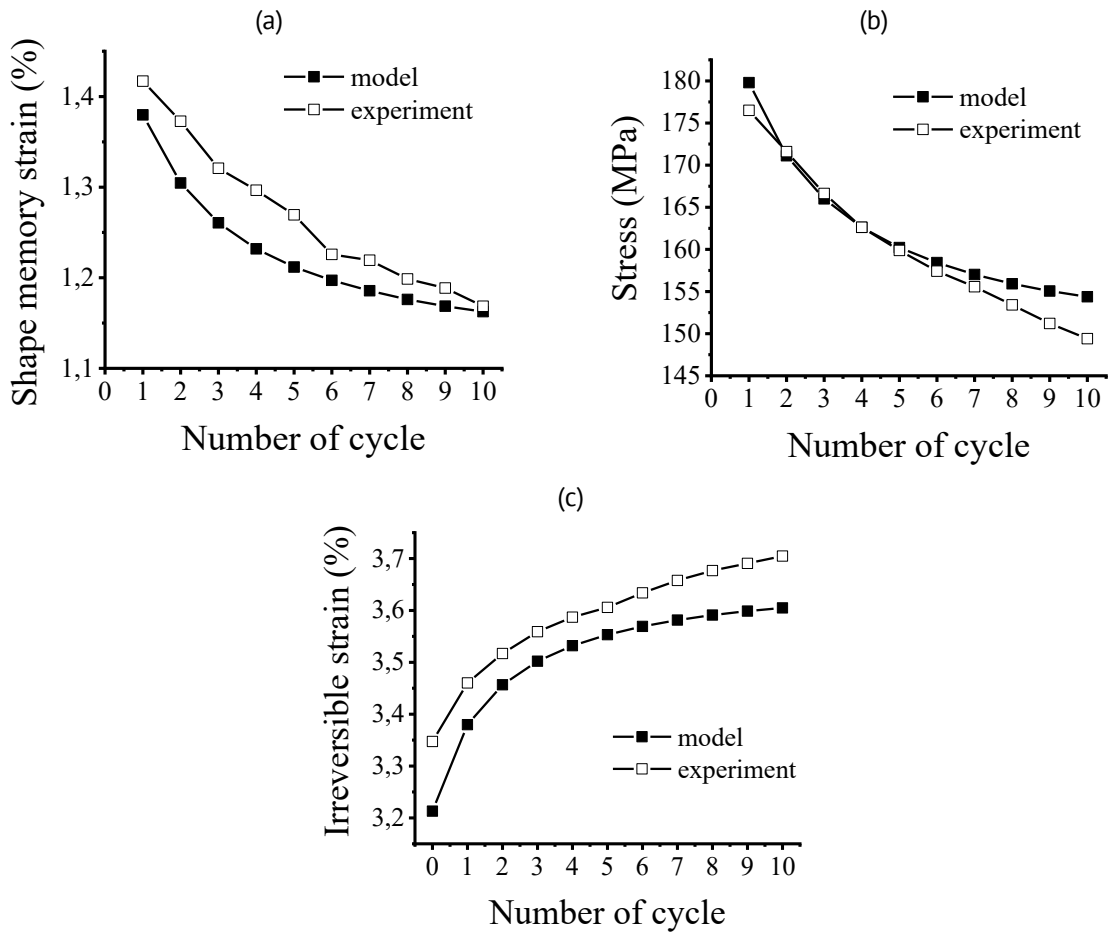 (a)
Shape memory strain (%)
1,4
1,3
1,2
1,1
model
experiment
0 1 2 3 4 5 6 7 8 9 10
Number of cycle
(b)
Stress (MPa)
180
175
170
165
160
155
150
145
model
experiment
0 1 2 3 4 5 6 7 8 9 10
Number of cycle
(c)
Irreversible strain (%)
3,7
3,6
3,5
3,4
3,3
3,2
model
experiment
0 1 2 3 4 5 6 7 8 9 10
Number of cycle